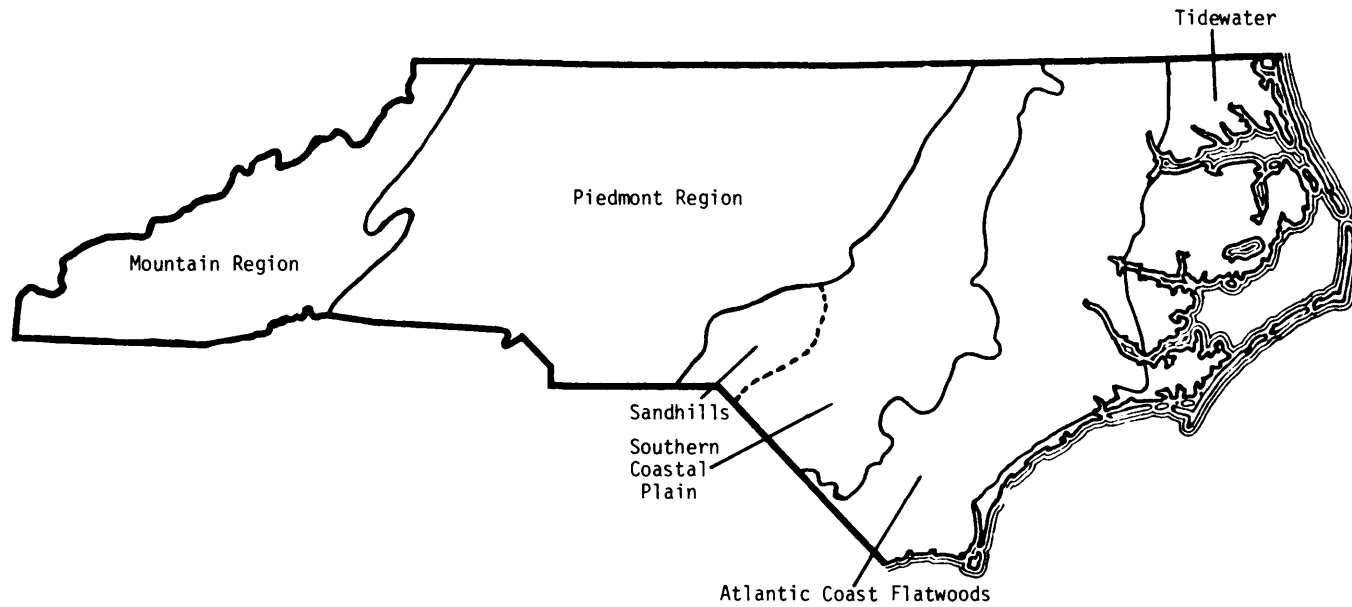 Tidewater
Piedmont Region
Mountain Region
Sandhills
Southern
Coastal
Plain
Atlantic Coast Flatwoods